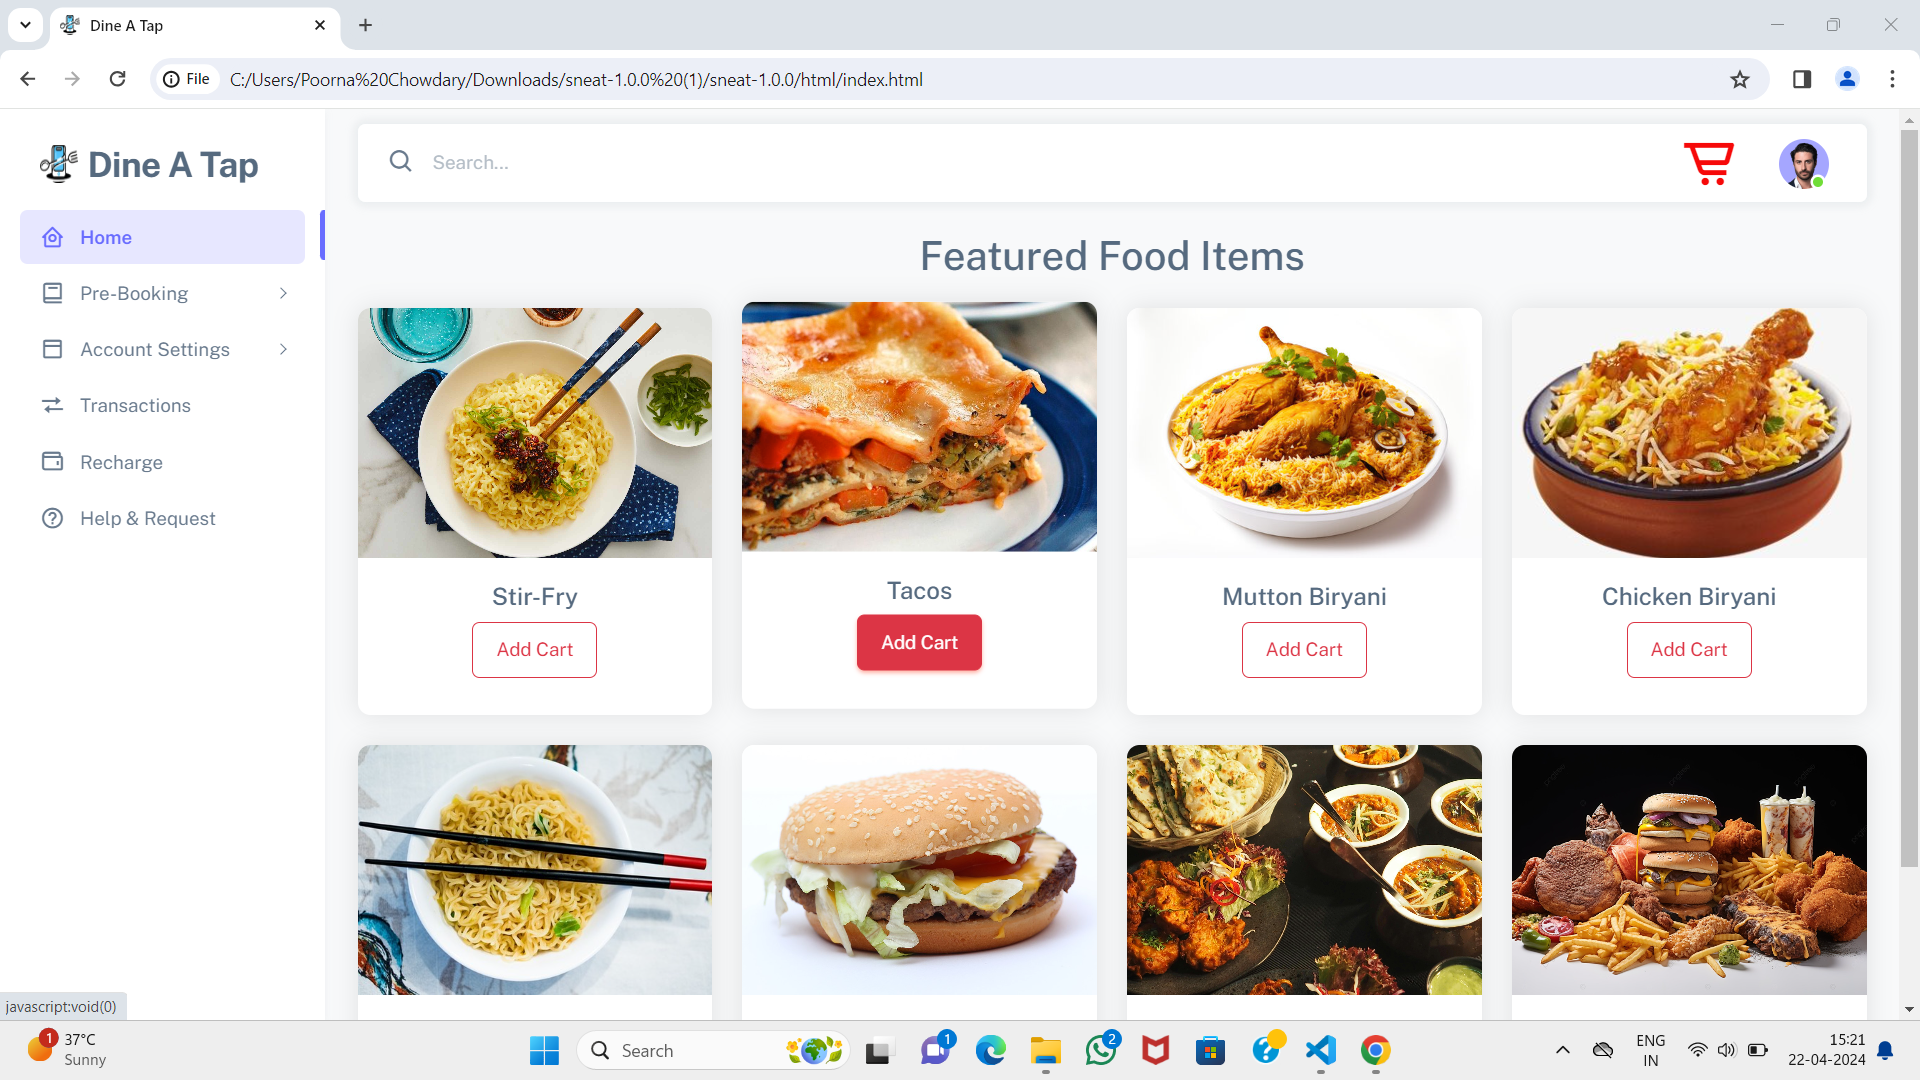 Dine A Tap
File
C:/Users/Poorna%20Chowdary/Downloads/sneat-1.0.0%20(1)/sneat-1.0.0/html/index.html
Dine A Tap
Search...
Home
Pre-Booking
Account Settings
Transactions
Recharge
Help & Request
Featured Food Items
Stir-Fry
Add Cart
Tacos
Add Cart
Mutton Biryani
Add Cart
Chicken Biryani
Add Cart
javascript:void(0)
1
37°C
Sunny
Search
1
2
ENG
IN
15:21
22-04-2024